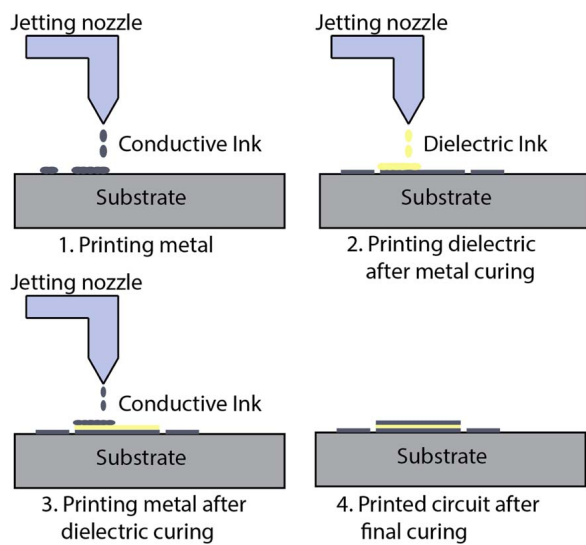 Jetting nozzle
Conductive Ink
Substrate
1. Printing metal
Jetting nozzle
Dielectric Ink
Substrate
2. Printing dielectric
after metal curing
Jetting nozzle
Conductive Ink
Substrate
3. Printing metal after
dielectric curing
Substrate
4. Printed circuit after
final curing